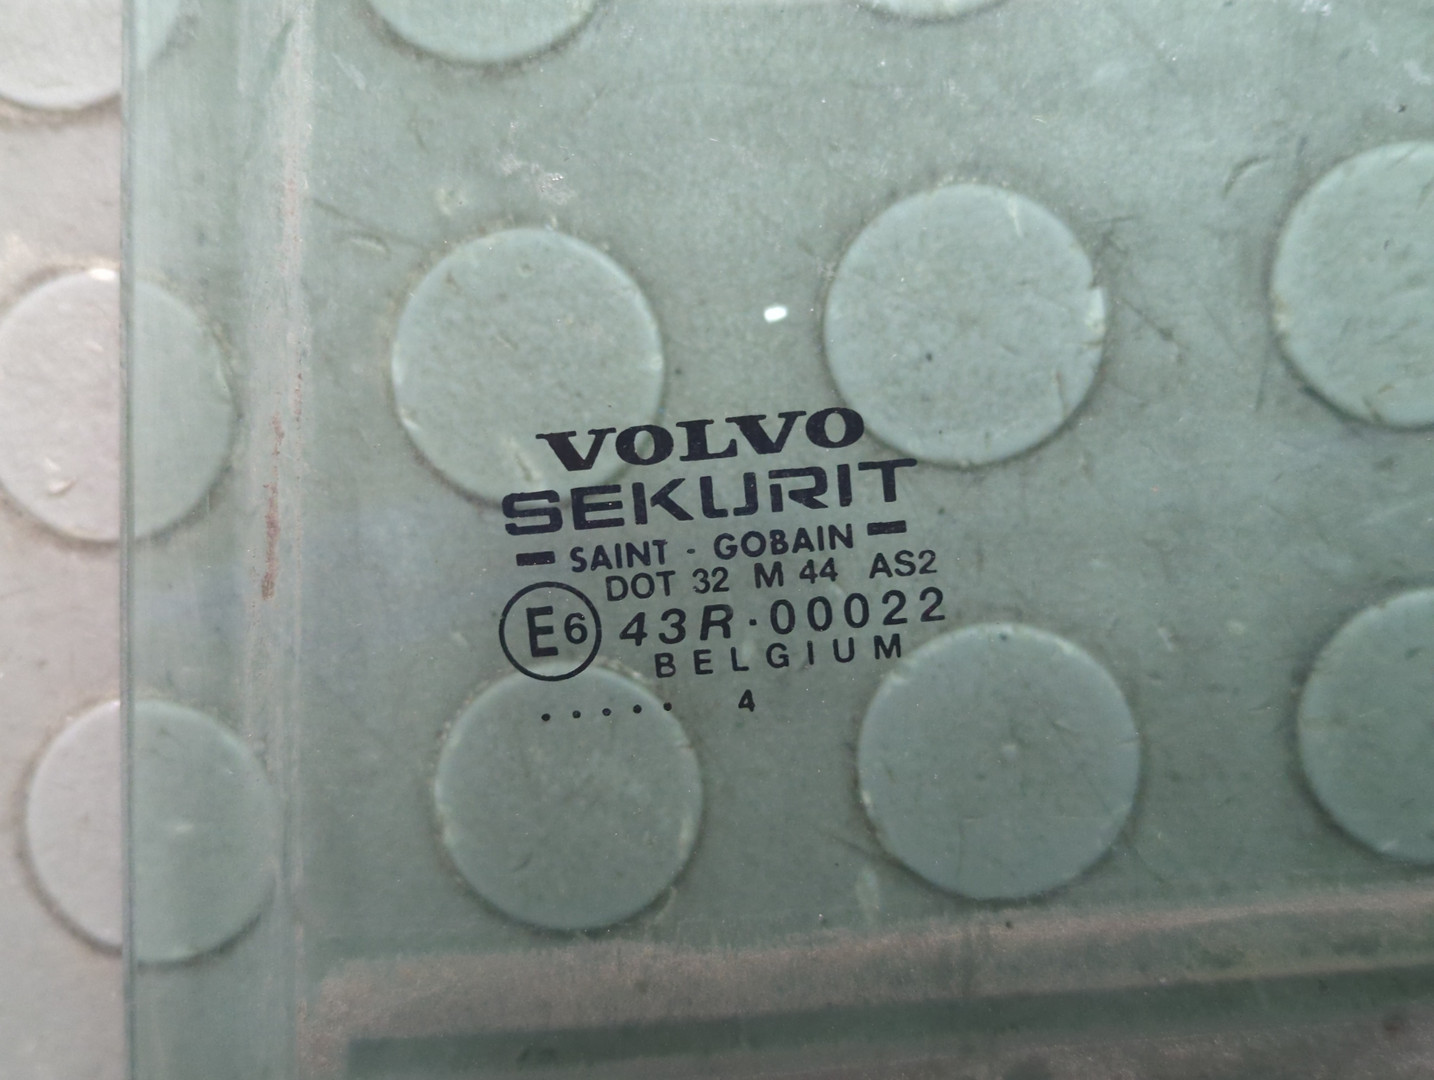 VOLVO
SEKURIT
SAINT - GOBAIN
DOT 32 M 44 AS2
E6 43R·00022
BELGIUM
..... 4